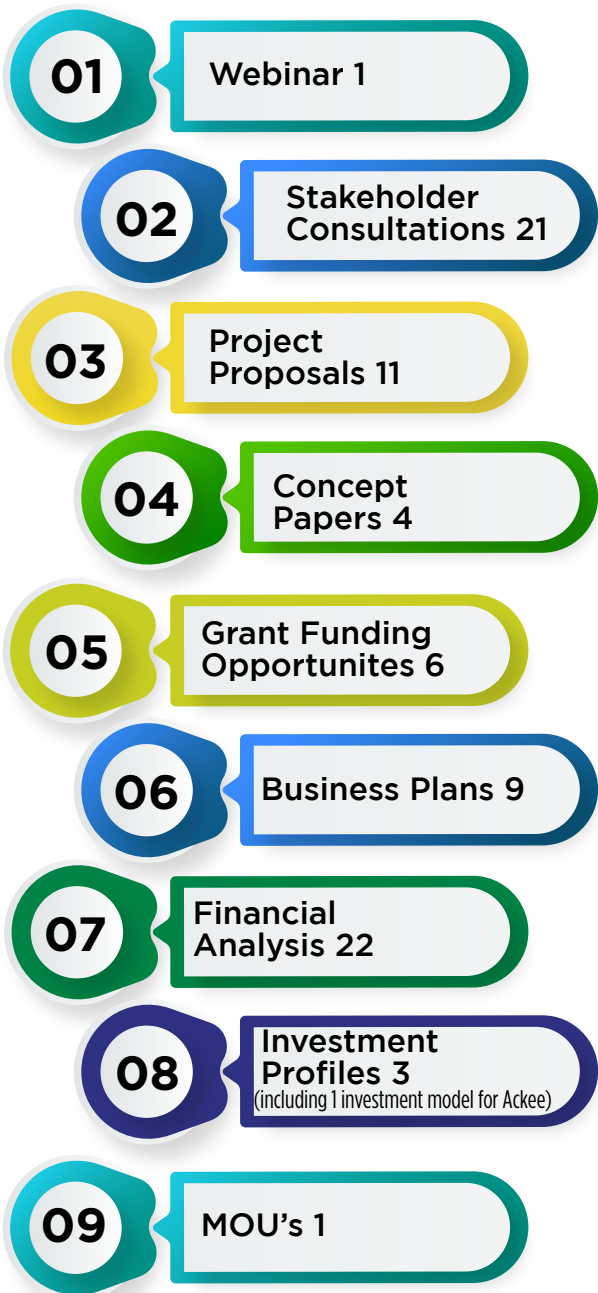 01
Webinar 1
02
Stakeholder
Consultations 21
03
Project
Proposals 11
04
Concept
Papers 4
05
Grant Funding
Opportunites 6
06
Business Plans 9
07
Financial
Analysis 22
08
Investment
Profiles 3
(including 1 investment model for Ackee)
09
MOU’s 1